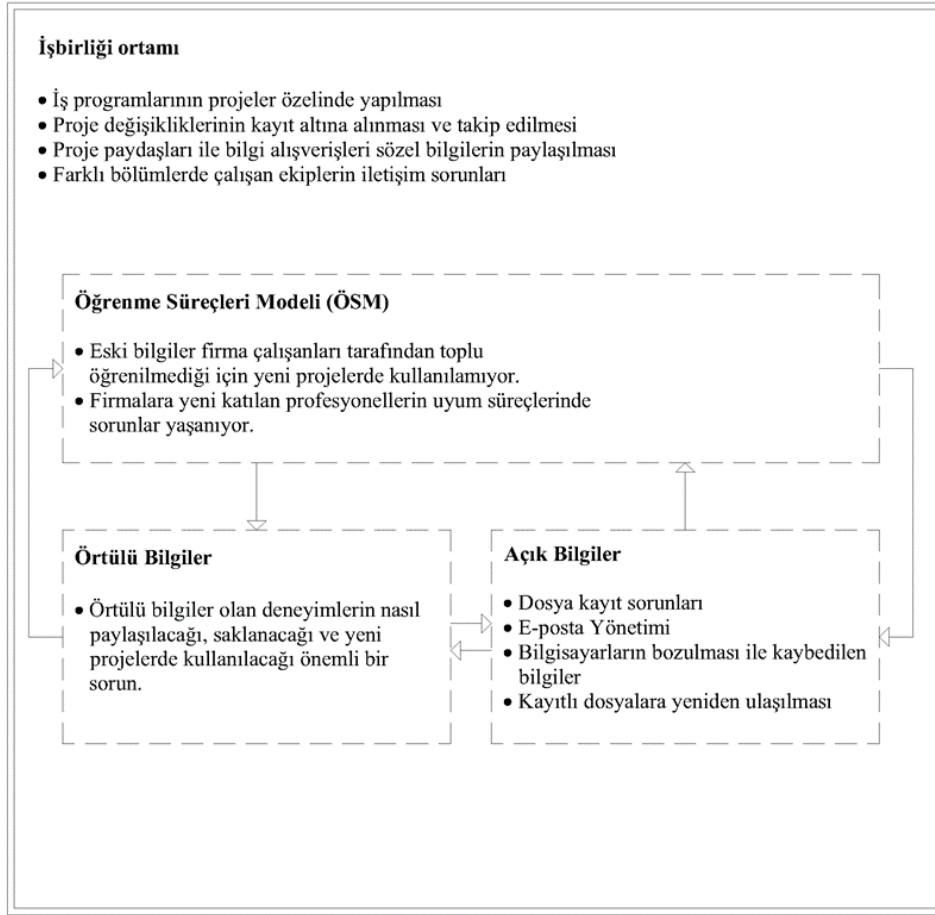 İşbirliği ortamı
• İş programlarının projeler özelinde yapılması
• Proje değişikliklerinin kayıt altına alınması ve takip edilmesi
• Proje paydaşları ile bilgi alışverişleri sözel bilgilerin paylaşılması
• Farklı bölümlerde çalışan ekiplerin iletişim sorunları
Öğrenme Süreçleri Modeli (ÖSM)
• Eski bilgiler firma çalışanları tarafından toplu
öğrenilmediği için yeni projelerde kullanılamıyor.
• Firmalara yeni katılan profesyonellerin uyum süreçlerinde
sorunlar yaşanıyor.
Örtülü Bilgiler
• Örtülü bilgiler olan deneyimlerin nasıl
paylaşılacağı, saklanacağı ve yeni
projelerde kullanılacağı önemli bir
sorun.
Açık Bilgiler
• Dosya kayıt sorunları
• E-posta Yönetimi
• Bilgisayarların bozulması ile kaybedilen
bilgiler
• Kayıtlı dosyalara yeniden ulaşılması